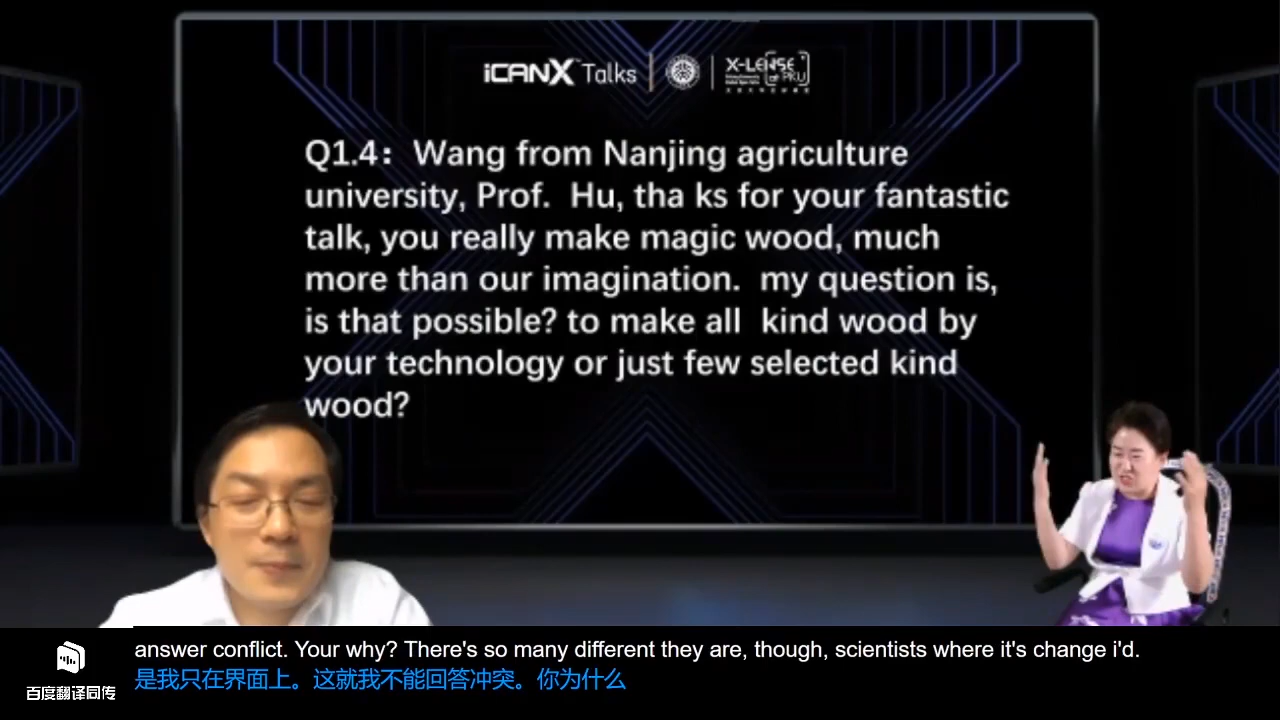 iCANX Talks
X-LENSE
PKU
Q1.4： Wang from Nanjing agriculture
university, Prof. Hu, tha ks for your fantastic
talk, you really make magic wood, much
more than our imagination. my question is,
is that possible? to make all kind wood by
your technology or just few selected kind
wood?
answer conflict. Your why? There's so many different they are, though, scientists where it's change i'd.
是我只在界面上。这就我不能回答冲突。你为什么
百度翻译同传